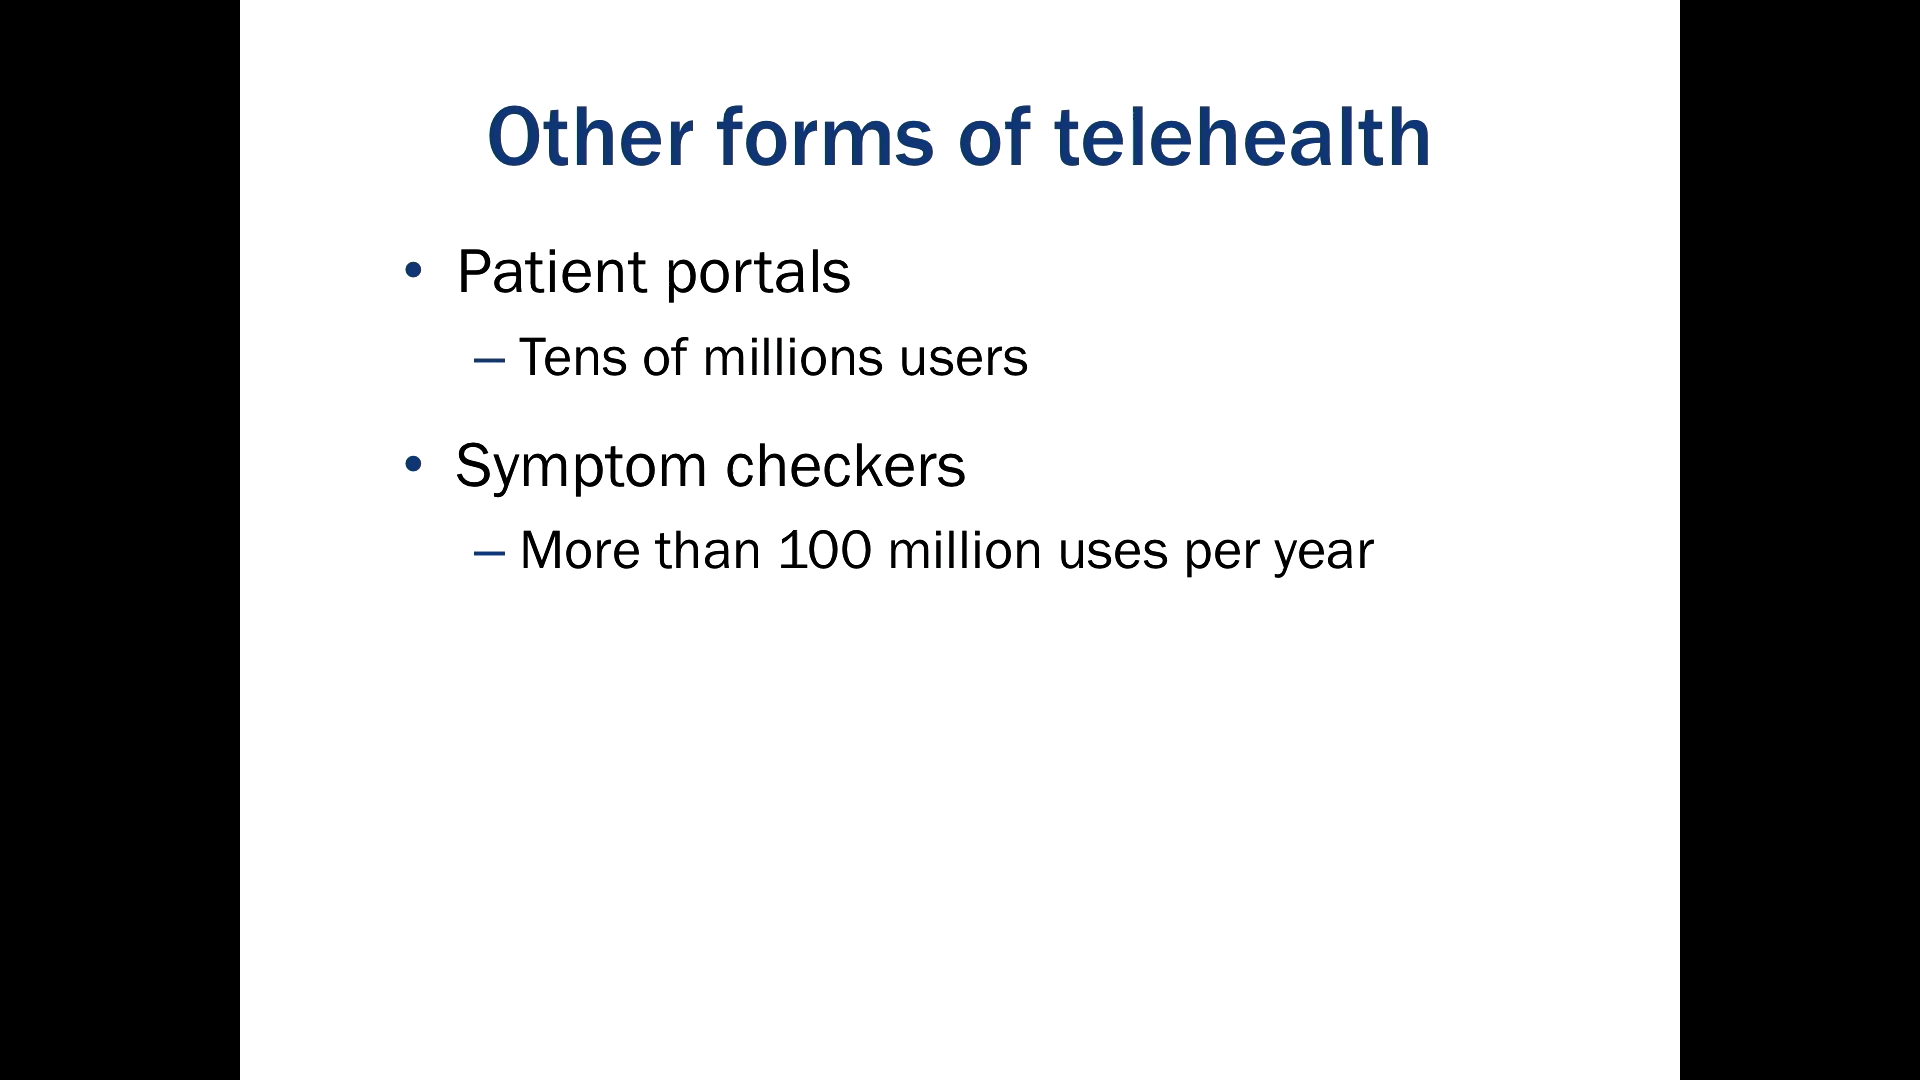 Other forms of telehealth
• Patient portals
– Tens of millions users
• Symptom checkers
– More than 100 million uses per year